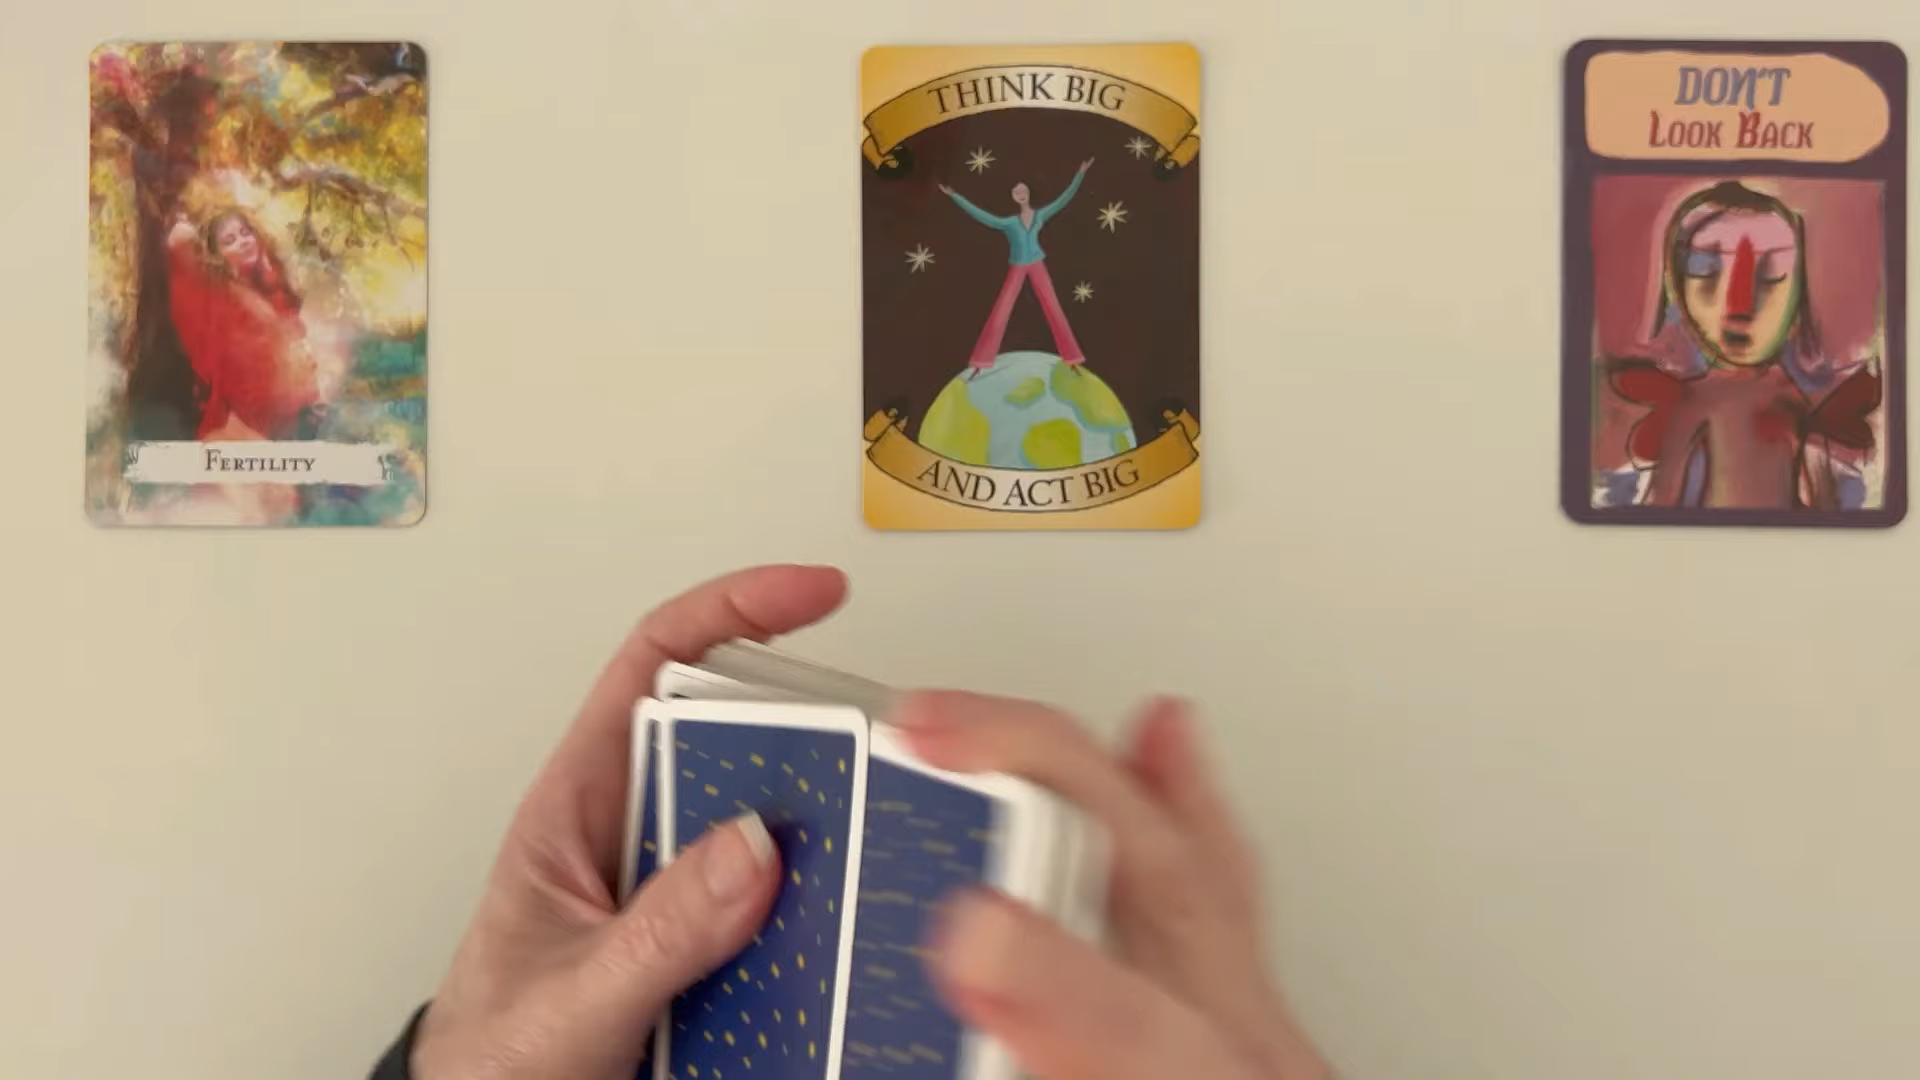 FERTILITY
THINK BIG
AND ACT BIG
DON'T
LOOK BACK